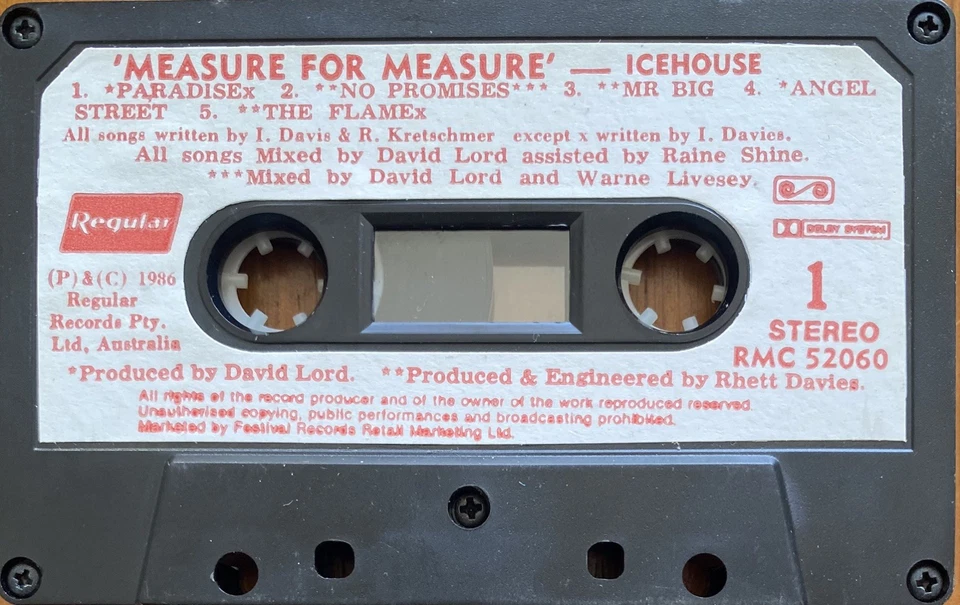 'MEASURE FOR MEASURE' — ICEHOUSE
1. *PARADISEx 2. **NO PROMISES*** 3. **MR BIG 4. *ANGEL
STREET 5. **THE FLAMEx
All songs written by I. Davis & R. Kretschmer except x written by I. Davies.
All songs Mixed by David Lord assisted by Raine Shine.
***Mixed by David Lord and Warne Livesey.
Regular
DOLBY SYSTEM
(P)&(C) 1986
Regular
Records Pty.
Ltd, Australia
1
STEREO
RMC 52060
*Produced by David Lord. **Produced & Engineered by Rhett Davies.
All rights of the record producer and of the owner of the work reproduced reserved.
Unauthorised copying, public performances and broadcasting prohibited.
Marketed by Festival Records Retail Marketing Ltd.